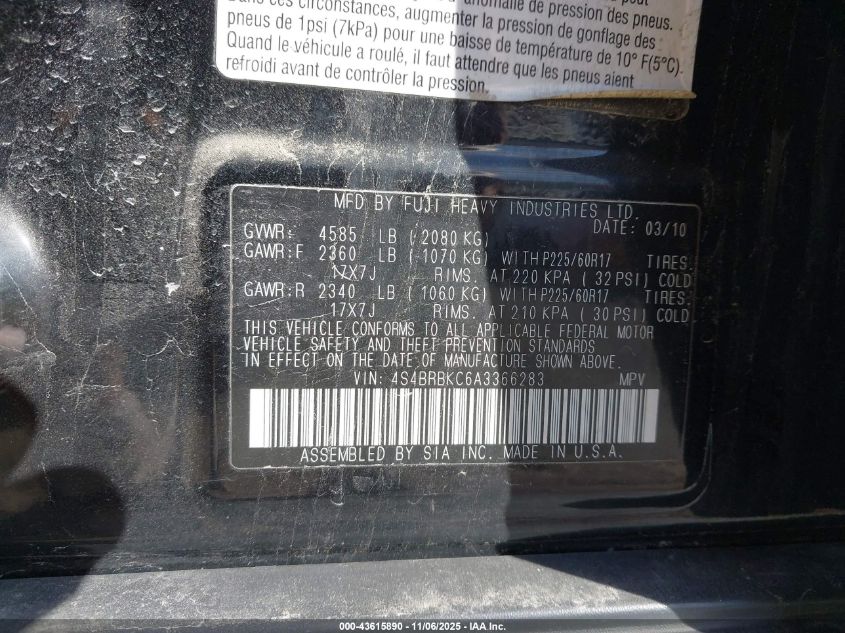 Dans ces circonstances, augmenter la pression de gonflage des
pneus de 1psi (7kPa) pour une baisse de température de 10° F(5°C).
Quand le véhicule a roulé, il faut attendre que les pneus aient
refroidi avant de contrôler la pression.
MFD BY FUJI HEAVY INDUSTRIES LTD.
DATE: 03/10
GVWR: 4585 LB (2080 KG)
GAWR:F 2360 LB (1070 KG) WITH P225/60R17 TIRES,
17X7J RIMS, AT 220 KPA (32 PSI) COLD
GAWR:R 2340 LB (1060 KG) WITH P225/60R17 TIRES,
17X7J RIMS, AT 210 KPA (30 PSI) COLD
THIS VEHICLE CONFORMS TO ALL APPLICABLE FEDERAL MOTOR
VEHICLE SAFETY AND THEFT PREVENTION STANDARDS
IN EFFECT ON THE DATE OF MANUFACTURE SHOWN ABOVE.
VIN: 4S4BRBKC6A3366283 MPV
ASSEMBLED BY SIA INC. MADE IN U.S.A.
000-43615890 - 11/06/2025 - IAA, Inc.